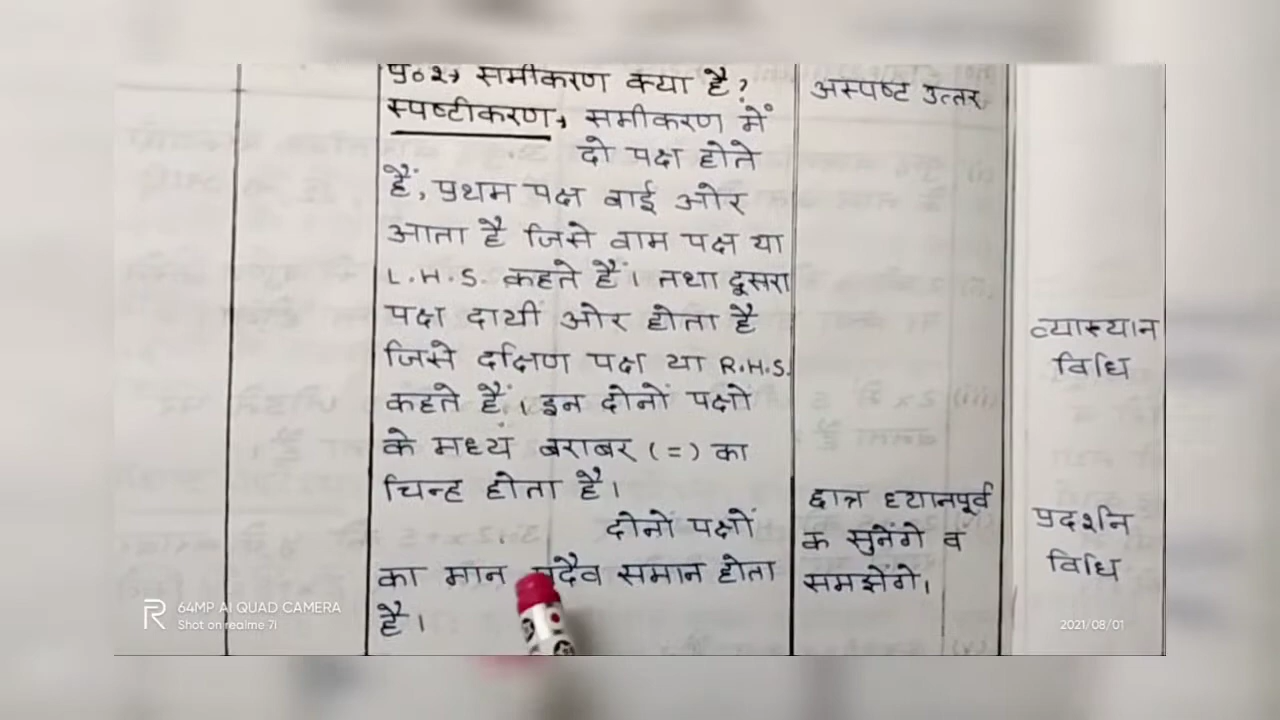 प्र०२→ समीकरण क्या है?
स्पष्टीकरण→ समीकरण में
दो पक्ष होते
हैं, प्रथम पक्ष बाई ओर
आता है जिसे वाम पक्ष या
L.H.S. कहते हैं। तथा दूसरा
पक्ष दायीं ओर होता है
जिसे दक्षिण पक्ष या R.H.S.
कहते हैं। इन दोनों पक्षो
के मध्य बराबर (=) का
चिन्ह होता है।
दोनों पक्षों
का मान सदैव समान होता
है।
अस्पष्ट उत्तर
छात्र ध्यानपूर्व
क सुनेंगे व
समझेंगे।
व्याख्यान
विधि
प्रदर्शन
विधि
64MP AI QUAD CAMERA
Shot on realme 7i
2021/08/01